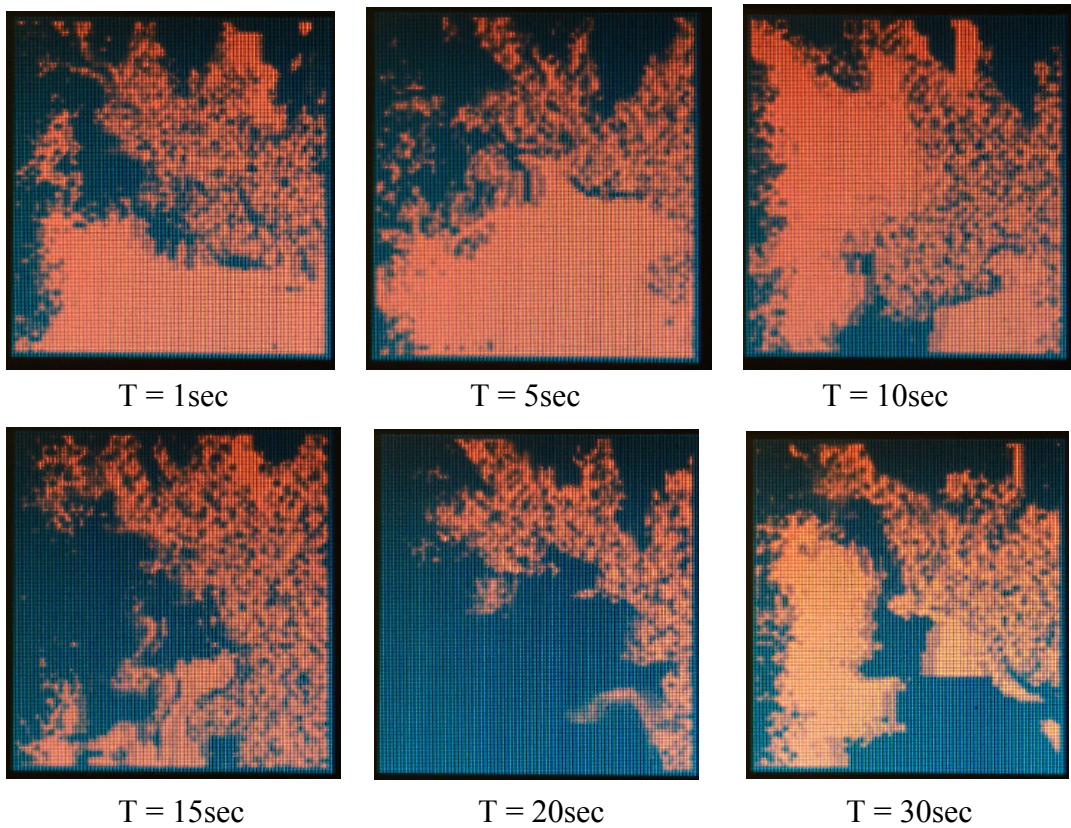 T = 1sec
T = 5sec
T = 10sec
T = 15sec
T = 20sec
T = 30sec